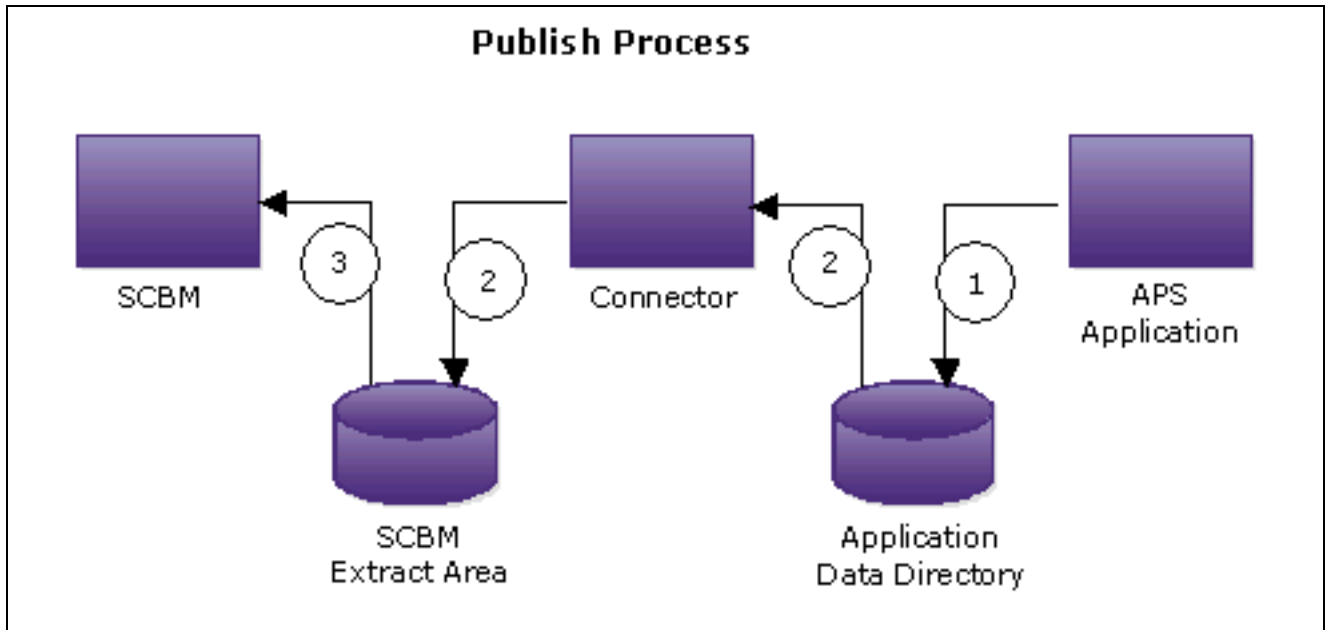 Publish Process
3
2
2
1
SCBM
Connector
APS
Application
SCBM
Extract Area
Application
Data Directory